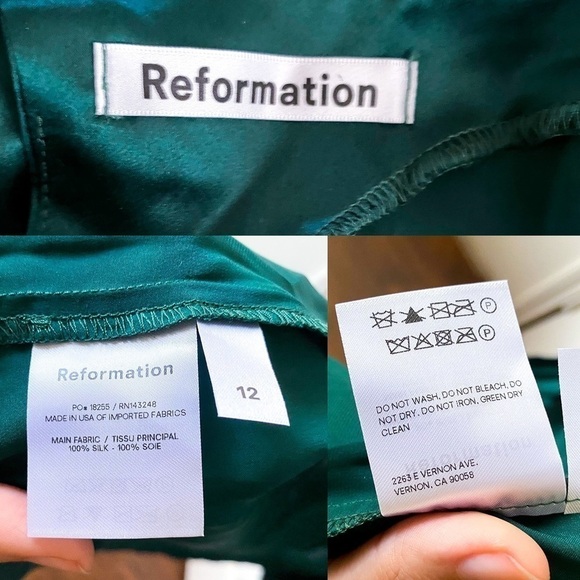 Reformation
Reformation
PO# 18255 / RN143248
MADE IN USA OF IMPORTED FABRICS
MAIN FABRIC / TISSU PRINCIPAL
100% SILK - 100% SOIE
12
P
P
DO NOT WASH, DO NOT BLEACH, DO
NOT DRY, DO NOT IRON, GREEN DRY
CLEAN
2263 E VERNON AVE.
VERNON, CA 90058